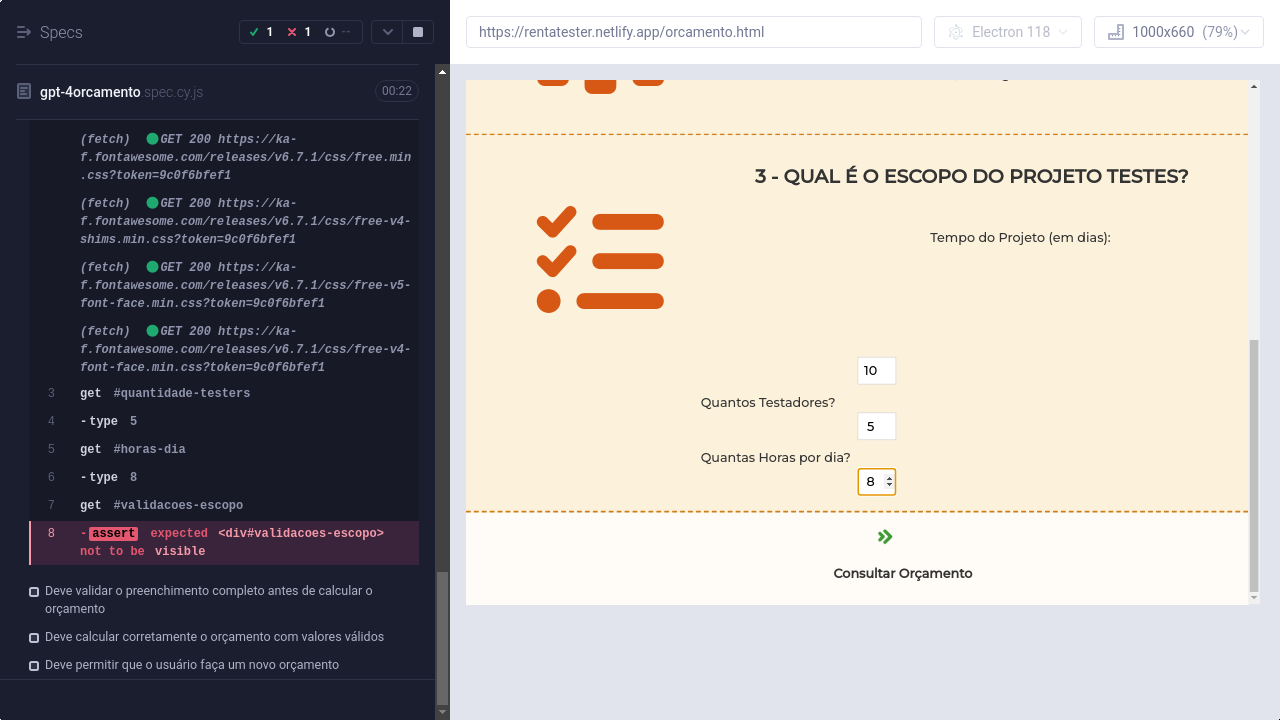 Specs
1
1
--
https://rentatester.netlify.app/orcamento.html
Electron 118
1000x660 (79%)
gpt-4orcamento.spec.cy.js
00:22
(fetch) GET 200 https://ka-
f.fontawesome.com/releases/v6.7.1/css/free.min
.css?token=9c0f6bfef1
(fetch) GET 200 https://ka-
f.fontawesome.com/releases/v6.7.1/css/free-v4-
shims.min.css?token=9c0f6bfef1
(fetch) GET 200 https://ka-
f.fontawesome.com/releases/v6.7.1/css/free-v5-
font-face.min.css?token=9c0f6bfef1
(fetch) GET 200 https://ka-
f.fontawesome.com/releases/v6.7.1/css/free-v4-
font-face.min.css?token=9c0f6bfef1
3 get #quantidade-testers
4 -type 5
5 get #horas-dia
6 -type 8
7 get #validacoes-escopo
8 -assert expected <div#validacoes-escopo>
not to be visible
Deve validar o preenchimento completo antes de calcular o
orçamento
Deve calcular corretamente o orçamento com valores válidos
Deve permitir que o usuário faça um novo orçamento
3 - QUAL É O ESCOPO DO PROJETO TESTES?
Tempo do Projeto (em dias):
10
Quantos Testadores?
5
Quantas Horas por dia?
8
Consultar Orçamento